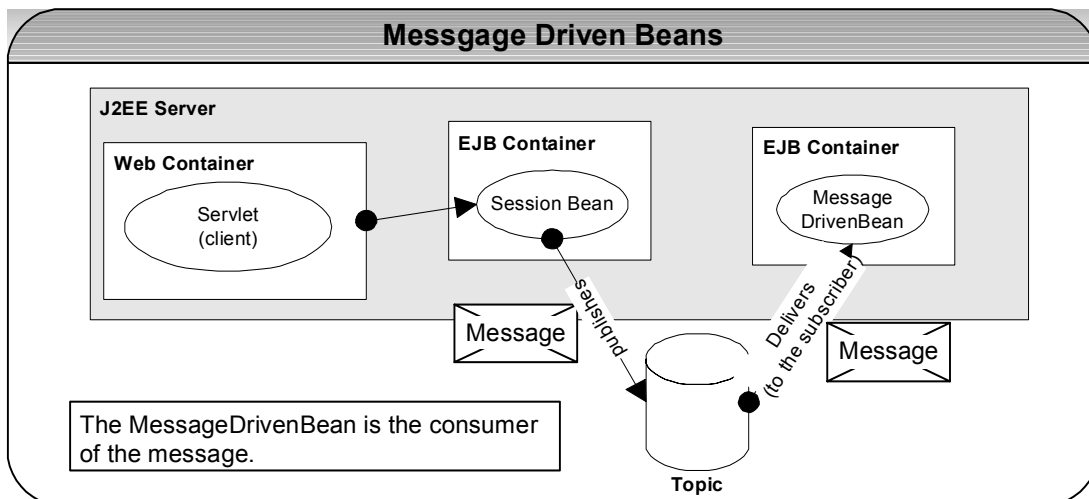 Messgage Driven Beans
J2EE Server
Web Container
Servlet
(client)
EJB Container
Session Bean
EJB Container
Message
DrivenBean
publishes
Message
Delivers
(to the subscriber)
Message
The MessageDrivenBean is the consumer
of the message.
Topic